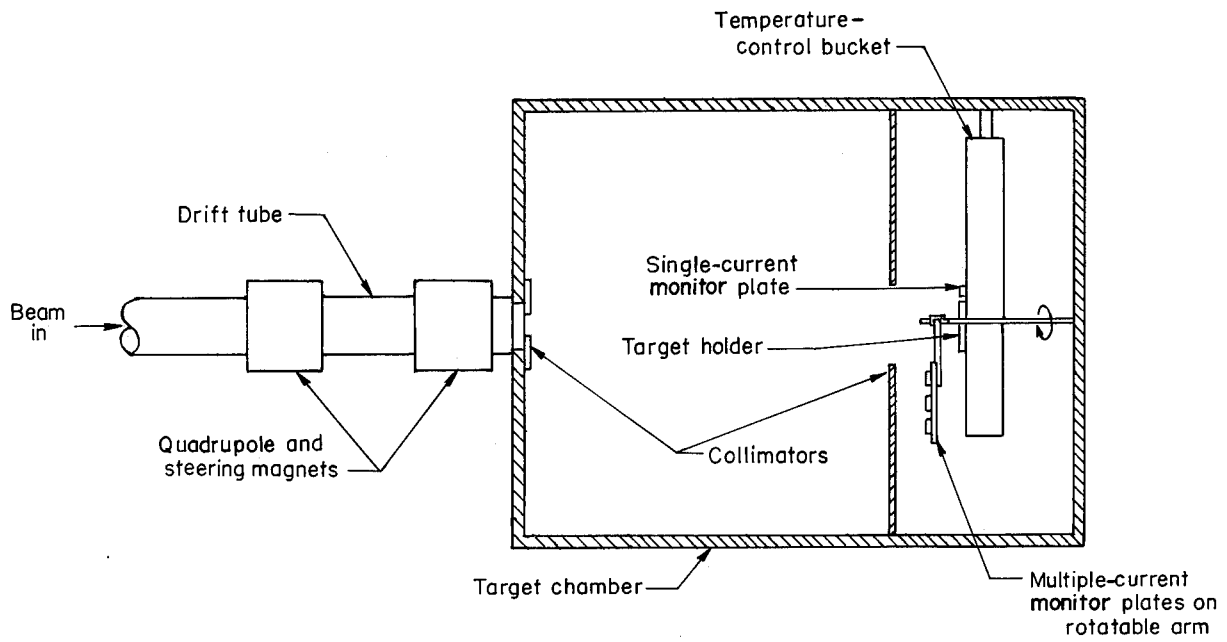 Temperature-
control bucket
Drift tube
Single-current
monitor plate
Beam
in
Target holder
Quadrupole and
steering magnets
Collimators
Target chamber
Multiple-current
monitor plates on
rotatable arm